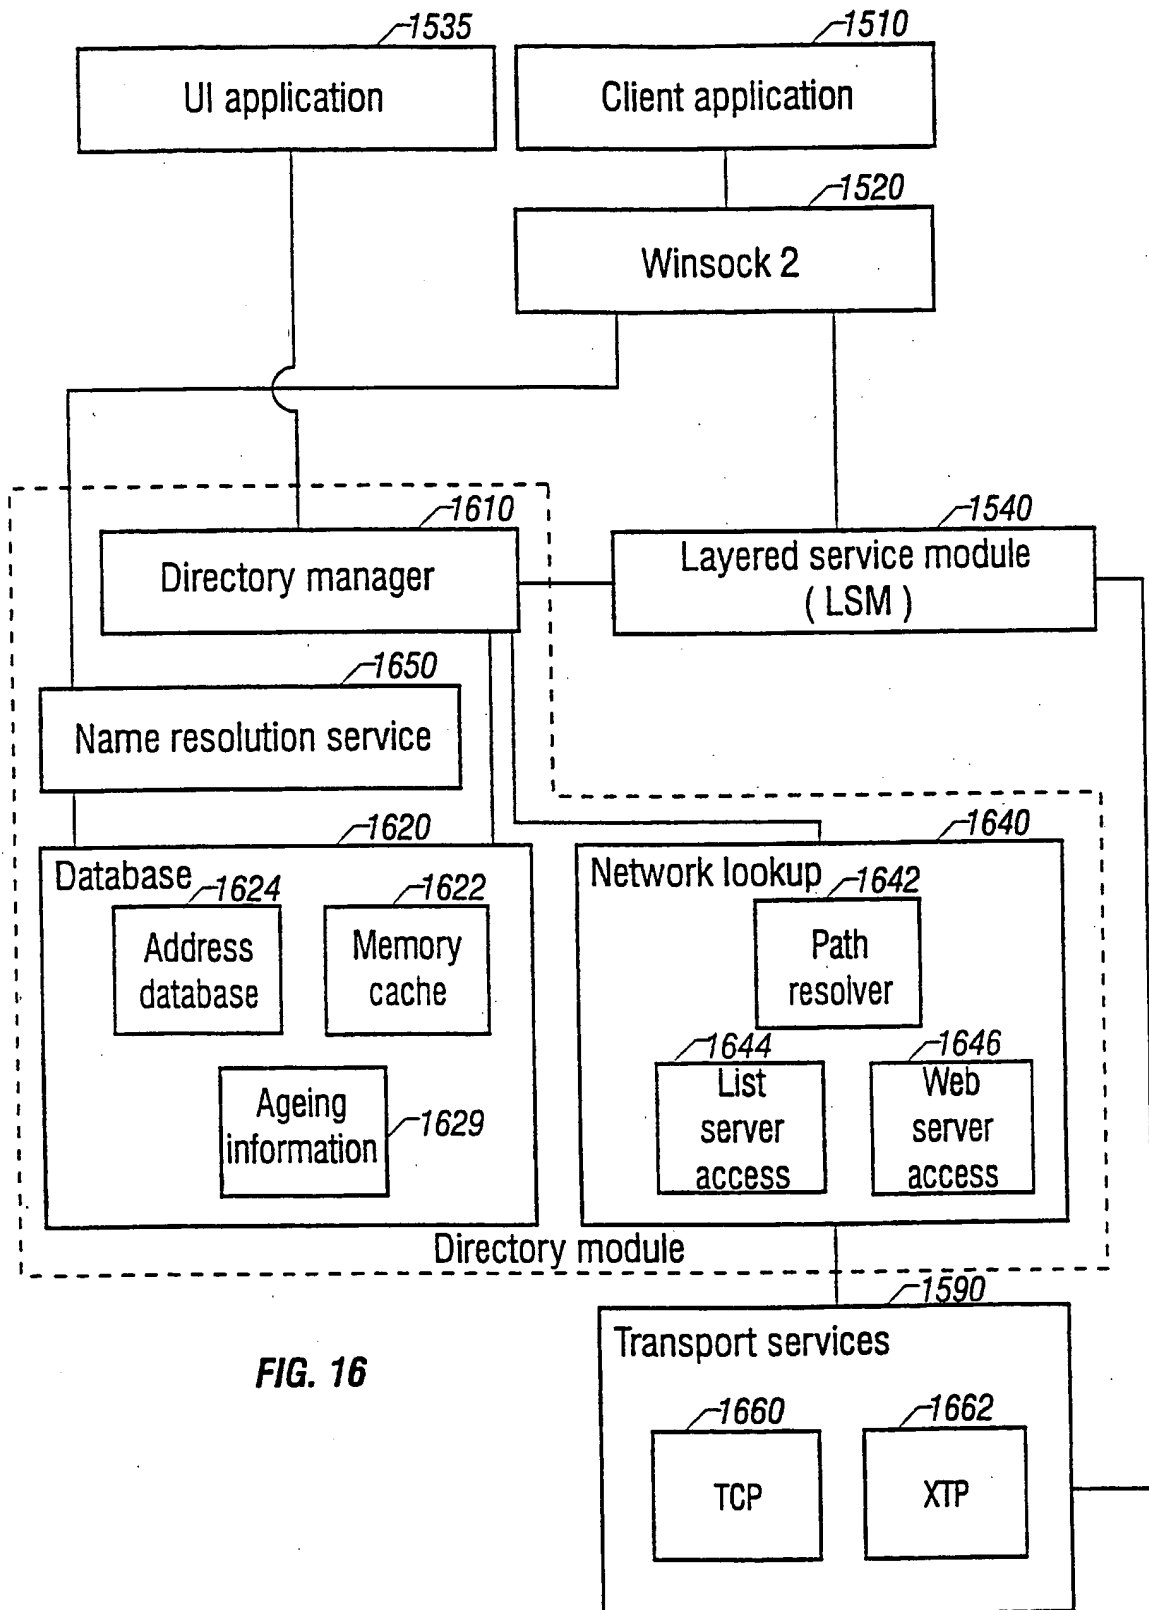 1535
UI application
1510
Client application
1520
Winsock 2
1610
Directory manager
1540
Layered service module
( LSM )
1650
Name resolution service
1620
Database
1624
Address
database
1622
Memory
cache
Ageing
information
1629
1640
Network lookup
1642
Path
resolver
1644
List
server
access
1646
Web
server
access
Directory module
1590
Transport services
1660
TCP
1662
XTP
FIG. 16